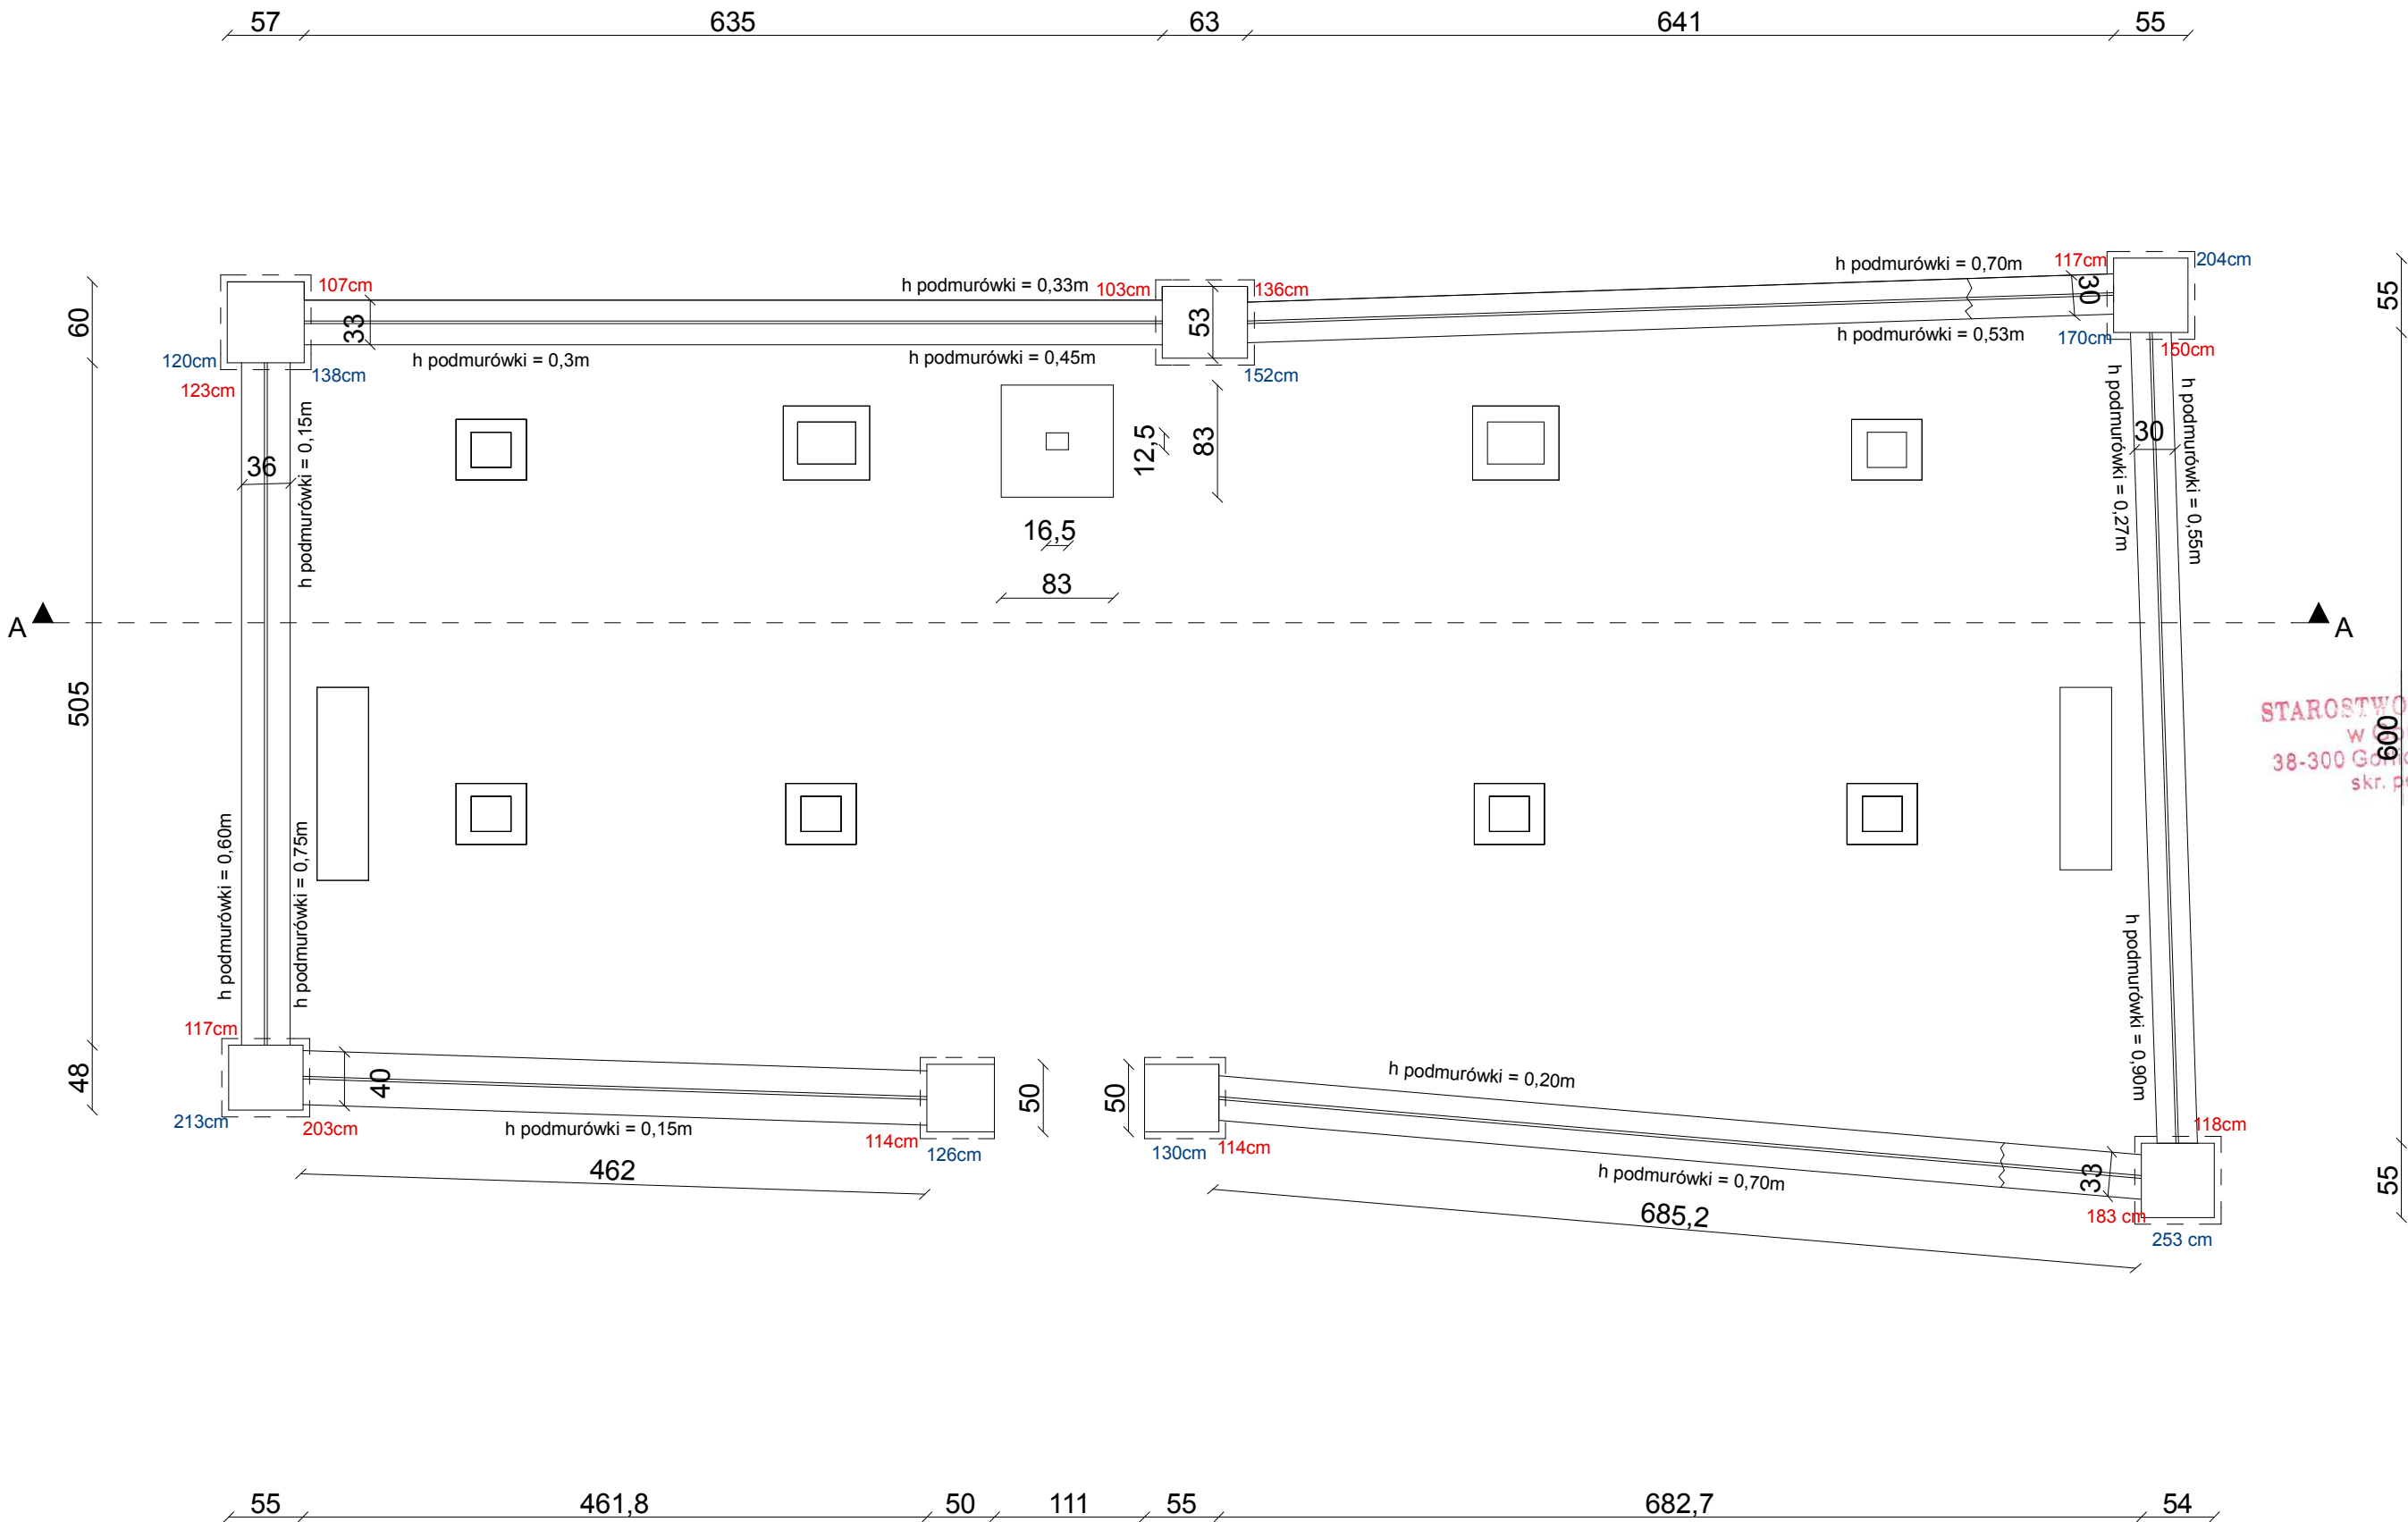 57 635 63 641 55
h podmurówki = 0,70m
117cm 204cm
107cm h podmurówki = 0,33m 103cm 136cm
60 33 53 30 55
h podmurówki = 0,53m 170cm
150cm
120cm h podmurówki = 0,3m h podmurówki = 0,45m
123cm 138cm 152cm
h podmurówki = 0,15m
36
12,5 83
h podmurówki = 0,27m
30
h podmurówki = 0,55m
16,5
83
A A
505
STAROSTWO
w
600
38-300
skr.
h podmurówki = 0,60m
h podmurówki = 0,75m
h podmurówki = 0,90m
117cm
48 40 50 50
h podmurówki = 0,20m
213cm 203cm h podmurówki = 0,15m 114cm 126cm 130cm 114cm
118cm
462 h podmurówki = 0,70m 33 55
685,2 183 cm
253 cm
55 461,8 50 111 55 682,7 54